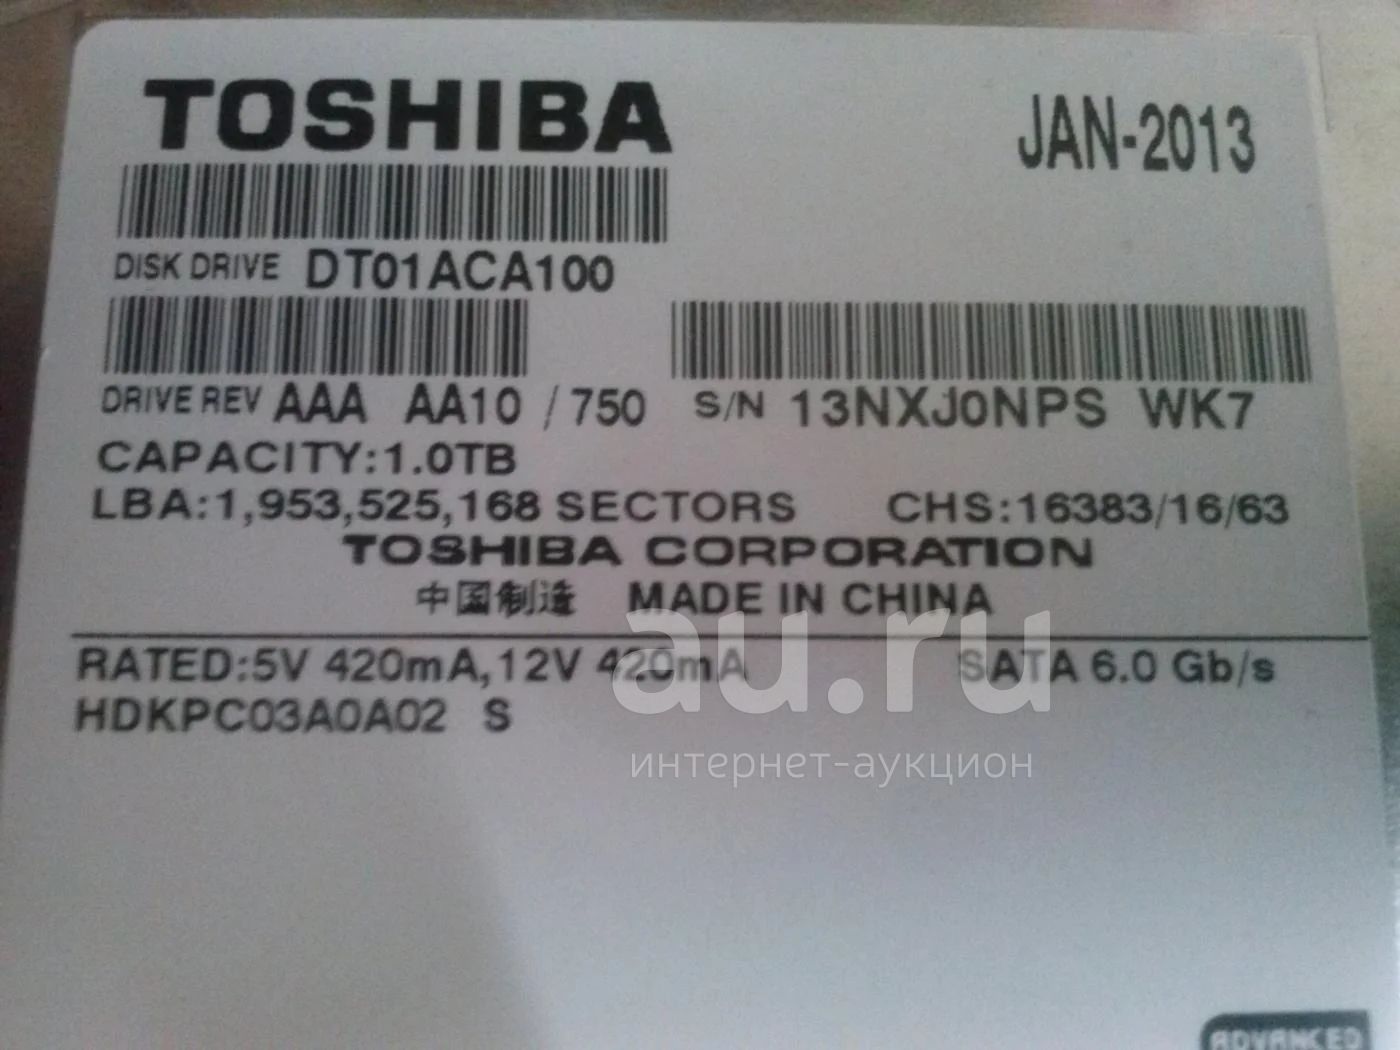 TOSHIBA
JAN-2013
DISK DRIVE DT01ACA100
DRIVE REV AAA AA10 / 750 S/N 13NXJ0NPS WK7
CAPACITY:1.0TB
LBA:1,953,525,168 SECTORS CHS:16383/16/63
TOSHIBA CORPORATION
中国制造 MADE IN CHINA
RATED:5V 420mA,12V 420mA SATA 6.0 Gb/s
HDKPC03A0A02 S
au.ru
интернет-аукцион
ADVANCED